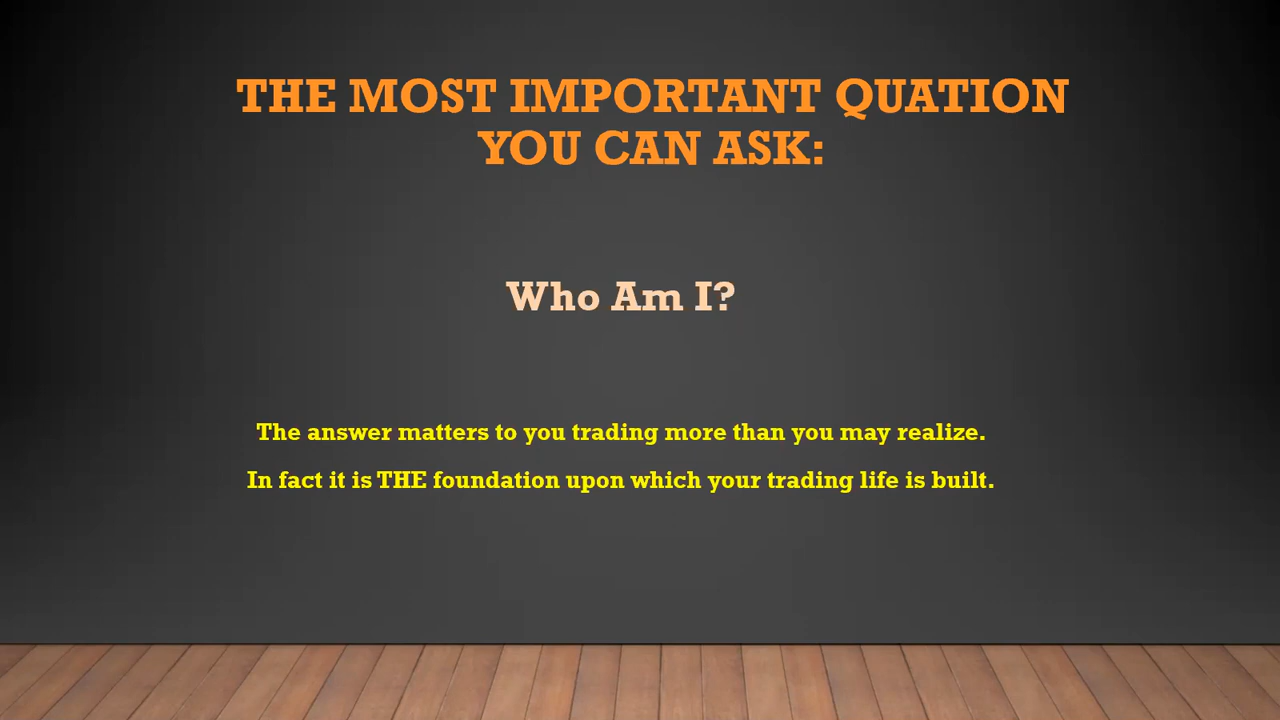 THE MOST IMPORTANT QUATION
YOU CAN ASK:
Who Am I?
The answer matters to you trading more than you may realize.
In fact it is THE foundation upon which your trading life is built.